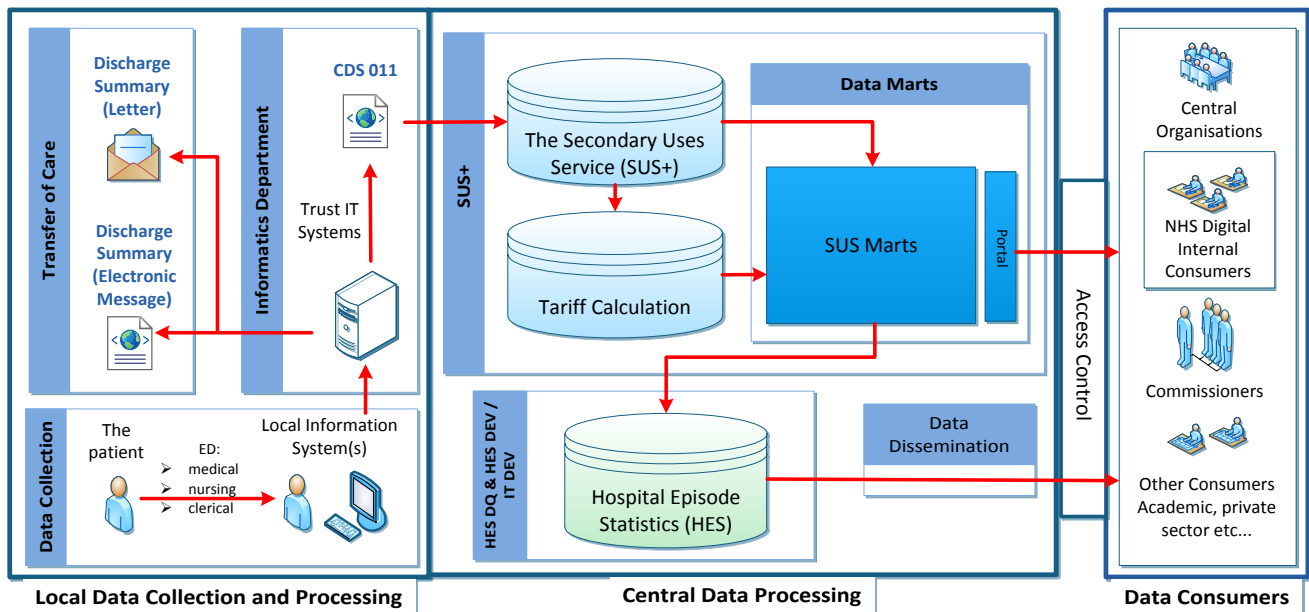 Transfer of Care
Discharge
Summary
(Letter)
Discharge
Summary
(Electronic
Message)
Informatics Department
CDS 011
Trust IT
Systems
Data Collection
The
patient
ED:
➢ medical
➢ nursing
➢ clerical
Local Information
System(s)
Local Data Collection and Processing
SUS+
The Secondary Uses
Service (SUS+)
Tariff Calculation
Data Marts
SUS Marts
Portal
HES DQ & HES DEV /
IT DEV
Hospital Episode
Statistics (HES)
Data
Dissemination
Central Data Processing
Access Control
Central
Organisations
NHS Digital
Internal
Consumers
Commissioners
Other Consumers
Academic, private
sector etc...
Data Consumers